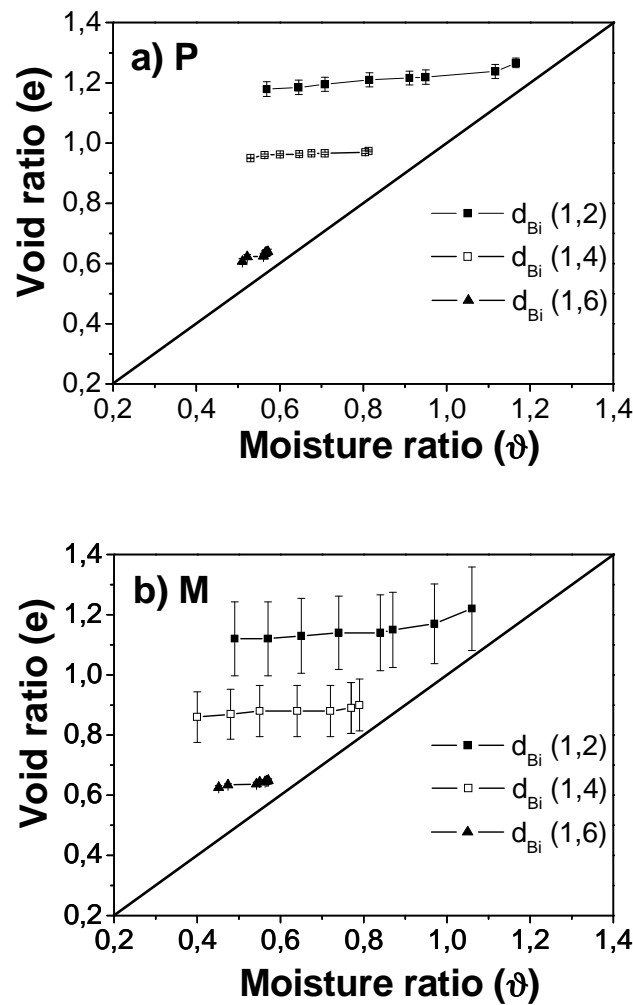 a) P
1,4
1,2
1,0
0,8
0,6
0,4
0,2
Void ratio (e)
d_Bi (1,2)
d_Bi (1,4)
d_Bi (1,6)
0,2 0,4 0,6 0,8 1,0 1,2 1,4
Moisture ratio (ϑ)
b) M
1,4
1,2
1,0
0,8
0,6
0,4
0,2
Void ratio (e)
d_Bi (1,2)
d_Bi (1,4)
d_Bi (1,6)
0,2 0,4 0,6 0,8 1,0 1,2 1,4
Moisture ratio (ϑ)